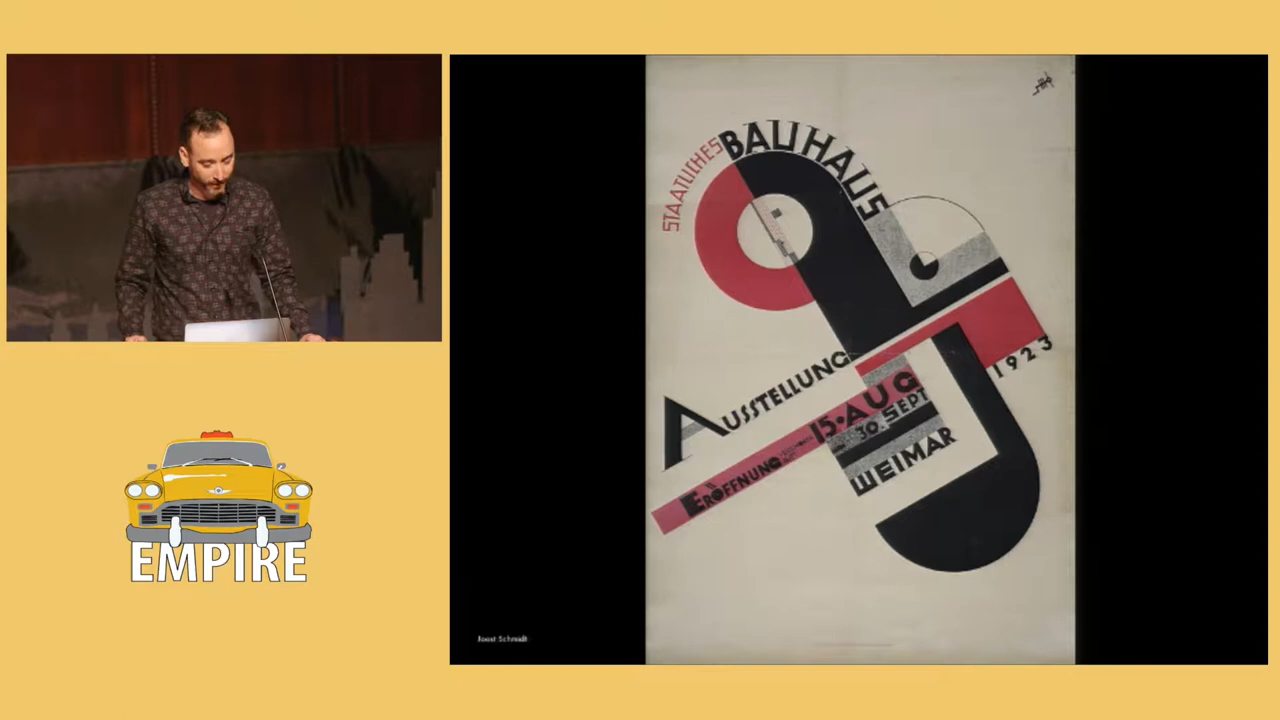 STAATLICHES
BAUHAUS
AUSSTELLUNG
1923
15•AUG
30. SEPT.
ERÖFFNUNG
WEIMAR
EMPIRE
Joost Schmidt